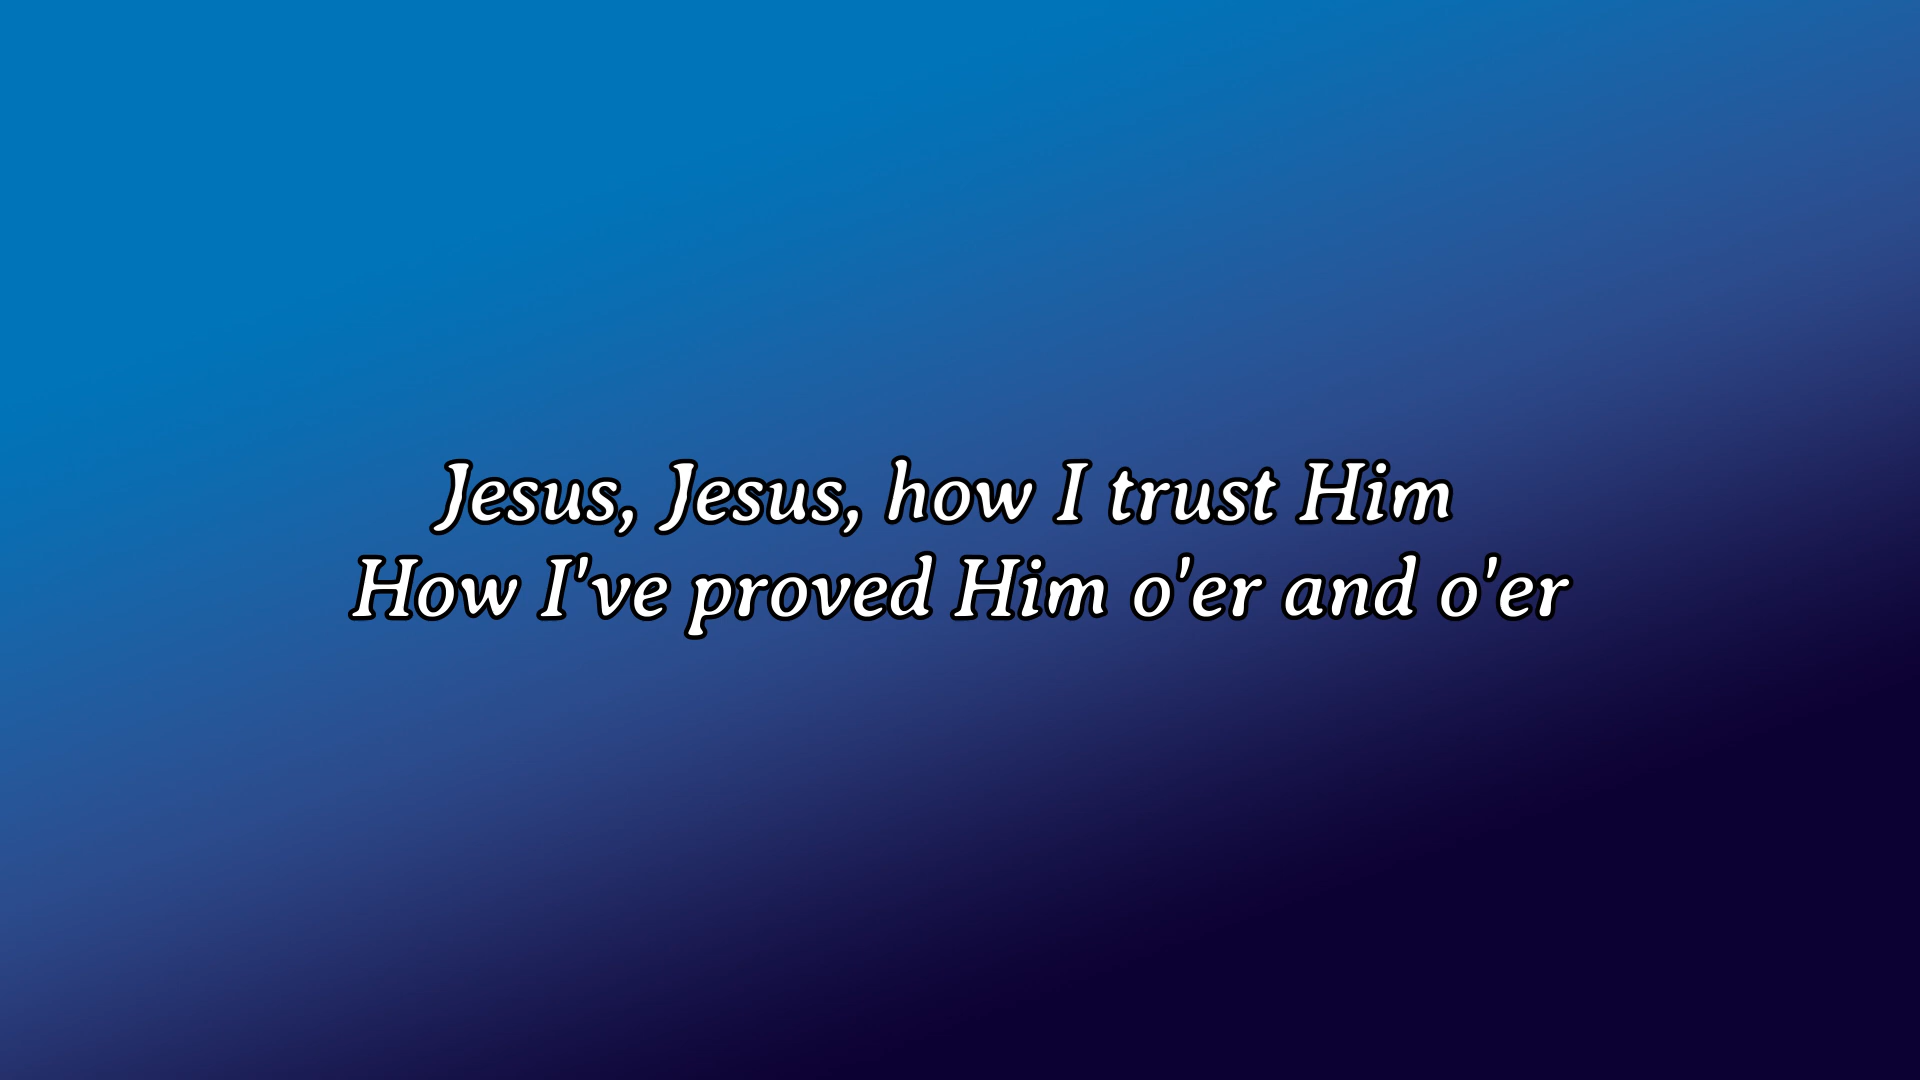 Jesus, Jesus, how I trust Him
How I've proved Him o'er and o'er